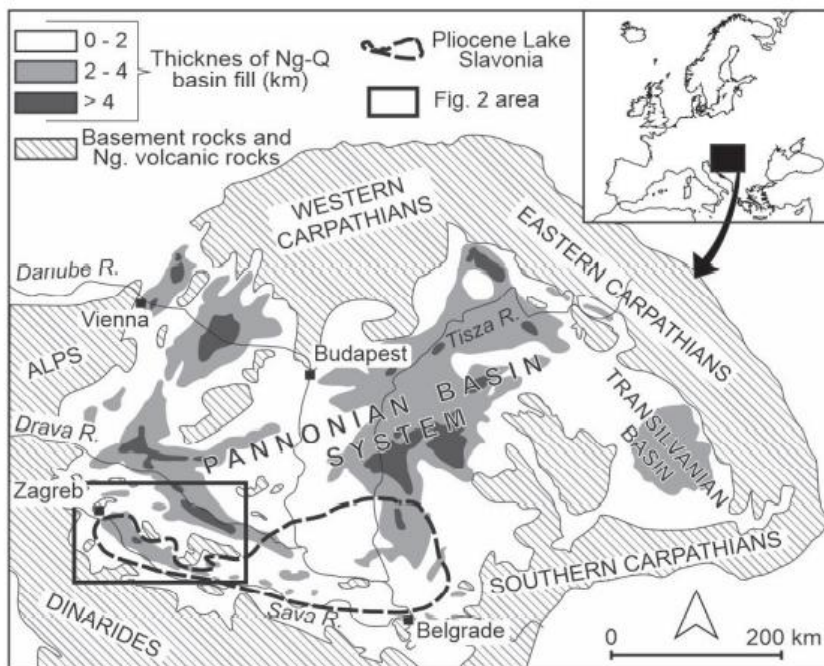 0 - 2
2 - 4
> 4
Thicknes of Ng-Q
basin fill (km)
Basement rocks and
Ng. volcanic rocks
Pliocene Lake
Slavonia
Fig. 2 area
WESTERN
CARPATHIANS
EASTERN CARPATHIANS
Danube R.
Vienna
ALPS
Budapest
Tisza R.
PANNONIAN BASIN
SYSTEM
TRANSILVANIAN
BASIN
Drava R.
Zagreb
SOUTHERN CARPATHIANS
DINARIDES
Sava R.
Belgrade
0 200 km